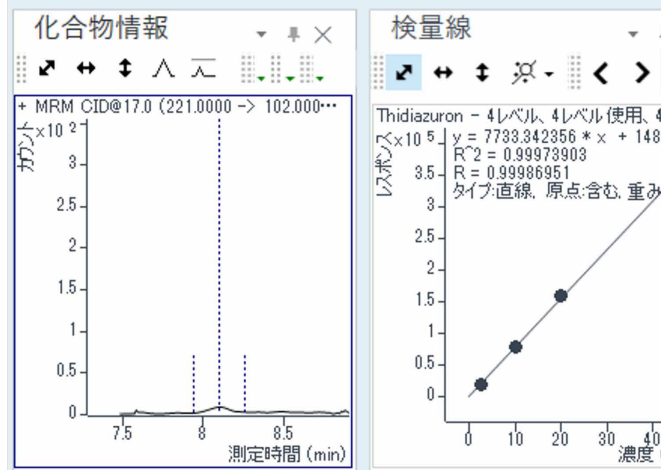 化合物情報
+ MRM CID@17.0 (221.0000 -> 102.000…
カウント
x10 2
3
2.5
2
1.5
1
0.5
0
7.5 8 8.5
測定時間 (min)
検量線
Thidiazuron - 4レベル、4レベル使用、4
レスポンス
x10 5
y = 7733.342356 * x + 148
R^2 = 0.99973903
R = 0.99986951
タイプ:直線, 原点:含む, 重み
3.5
3
2.5
2
1.5
1
0.5
0
0 10 20 30 40
濃度